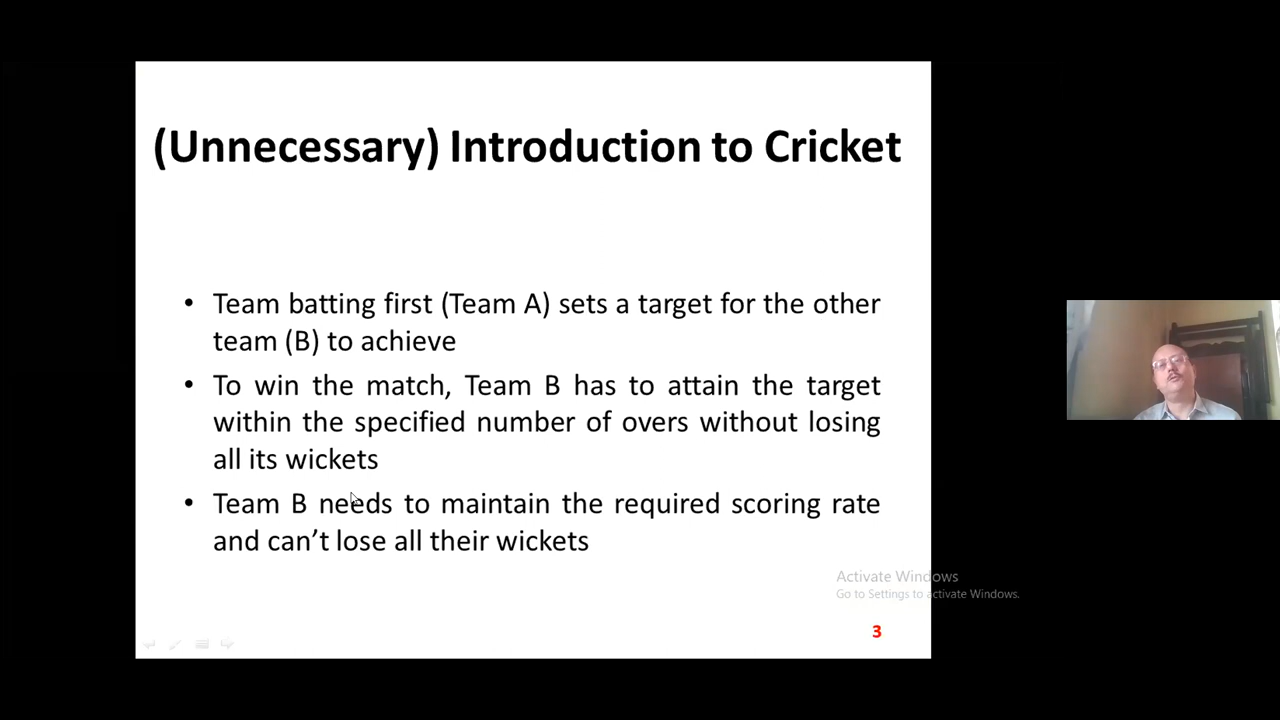 (Unnecessary) Introduction to Cricket
• Team batting first (Team A) sets a target for the other
team (B) to achieve
• To win the match, Team B has to attain the target
within the specified number of overs without losing
all its wickets
• Team B needs to maintain the required scoring rate
and can’t lose all their wickets
Activate Windows
Go to Settings to activate Windows.
3